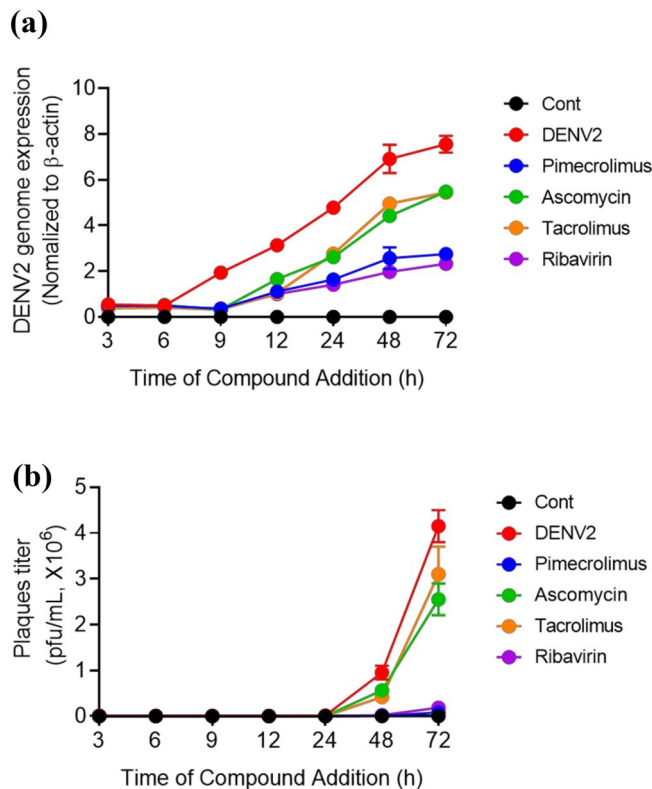 (a)
DENV2 genome expression
(Nomalized to β-actin)
10
8
6
4
2
0
3 6 9 12 24 48 72
Time of Compound Addition (h)
Cont
DENV2
Pimecrolimus
Ascomycin
Tacrolimus
Ribavirin
(b)
Plaques titer
(pfu/mL, X10⁶)
5
4
3
2
1
0
3 6 9 12 24 48 72
Time of Compound Addition (h)
Cont
DENV2
Pimecrolimus
Ascomycin
Tacrolimus
Ribavirin